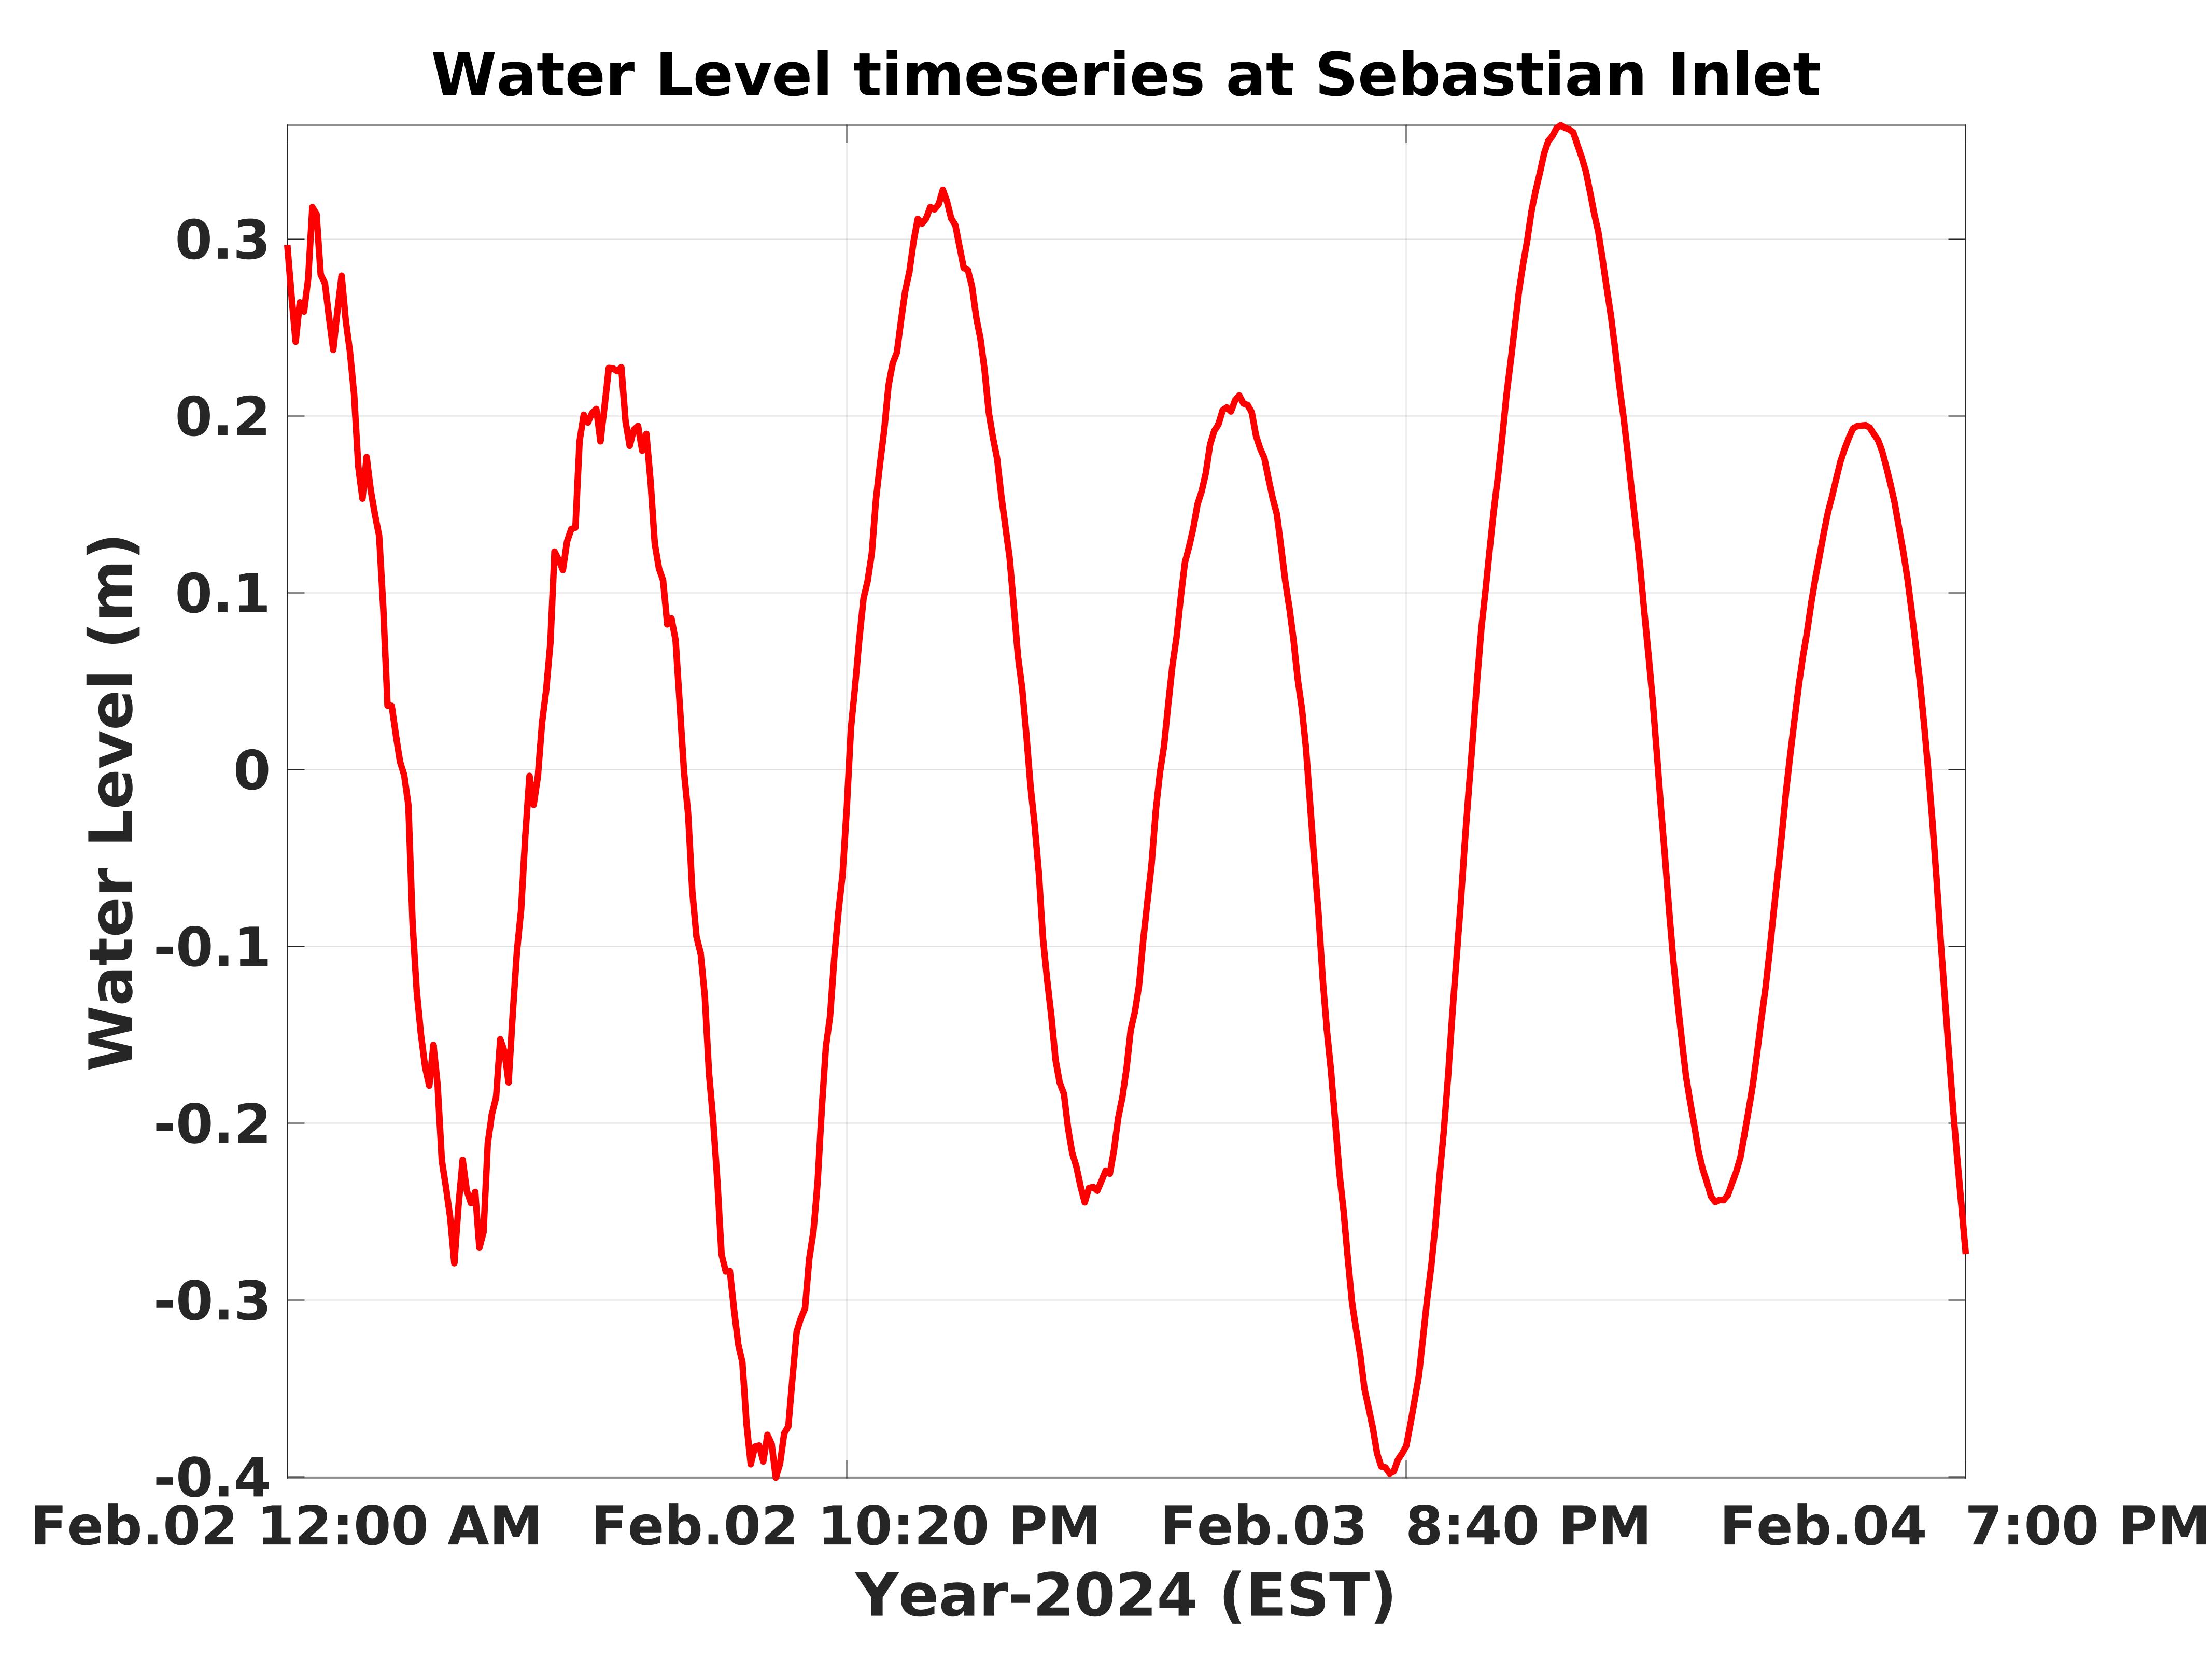 Water Level timeseries at Sebastian Inlet
Water Level (m)
0.3
0.2
0.1
0
-0.1
-0.2
-0.3
-0.4
Feb.02 12:00 AM Feb.02 10:20 PM Feb.03 8:40 PM Feb.04 7:00 PM
Year-2024 (EST)